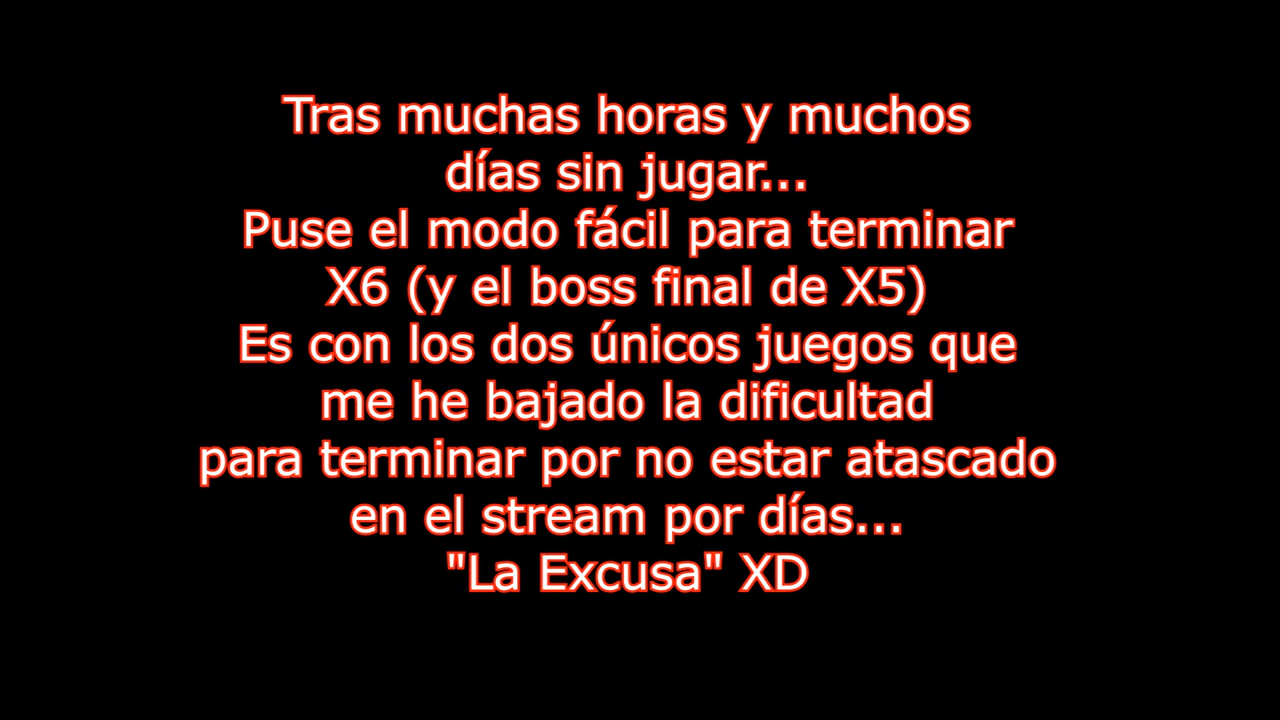 Tras muchas horas y muchos
días sin jugar...
Puse el modo fácil para terminar
X6 (y el boss final de X5)
Es con los dos únicos juegos que
me he bajado la dificultad
para terminar por no estar atascado
en el stream por días...
"La Excusa" XD